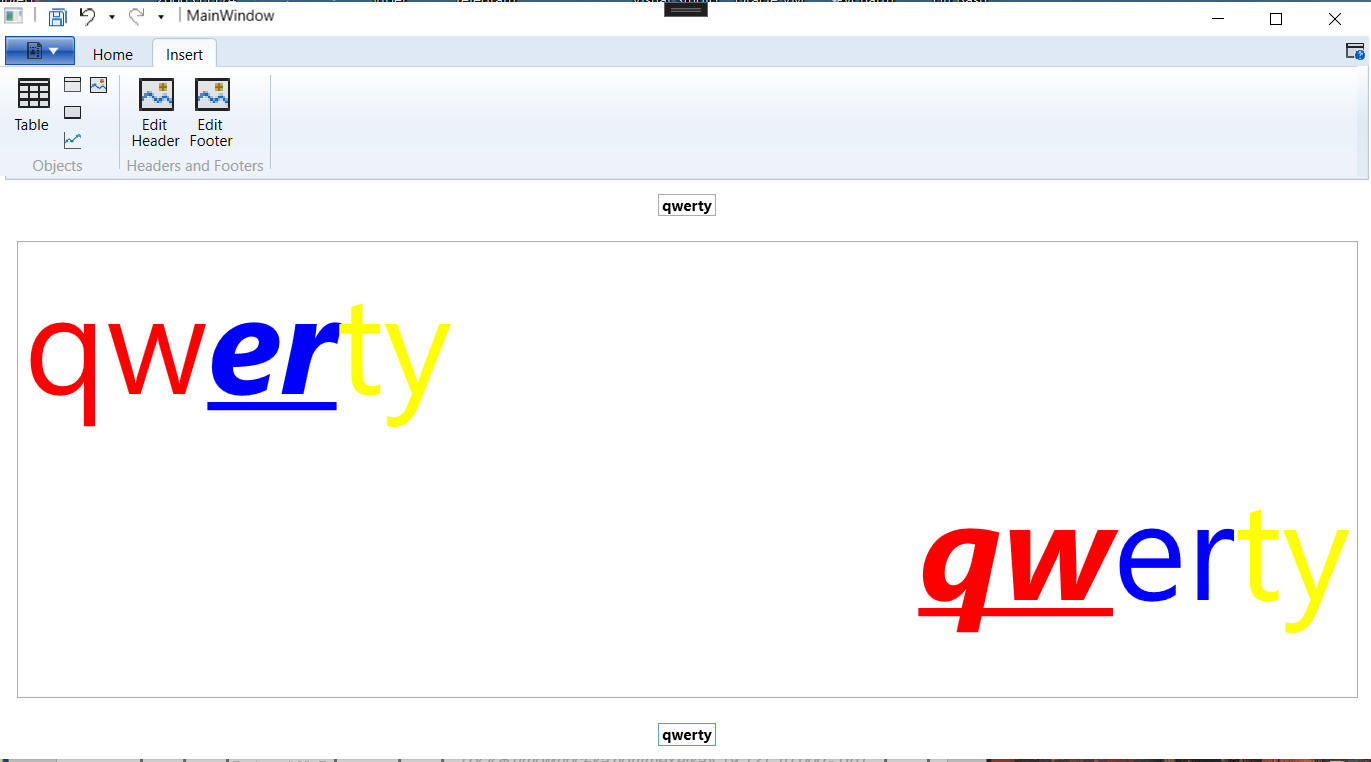 MainWindow
Home Insert
Table
Edit Header
Edit Footer
Objects
Headers and Footers
qwerty
qwerty
qwerty
qwerty